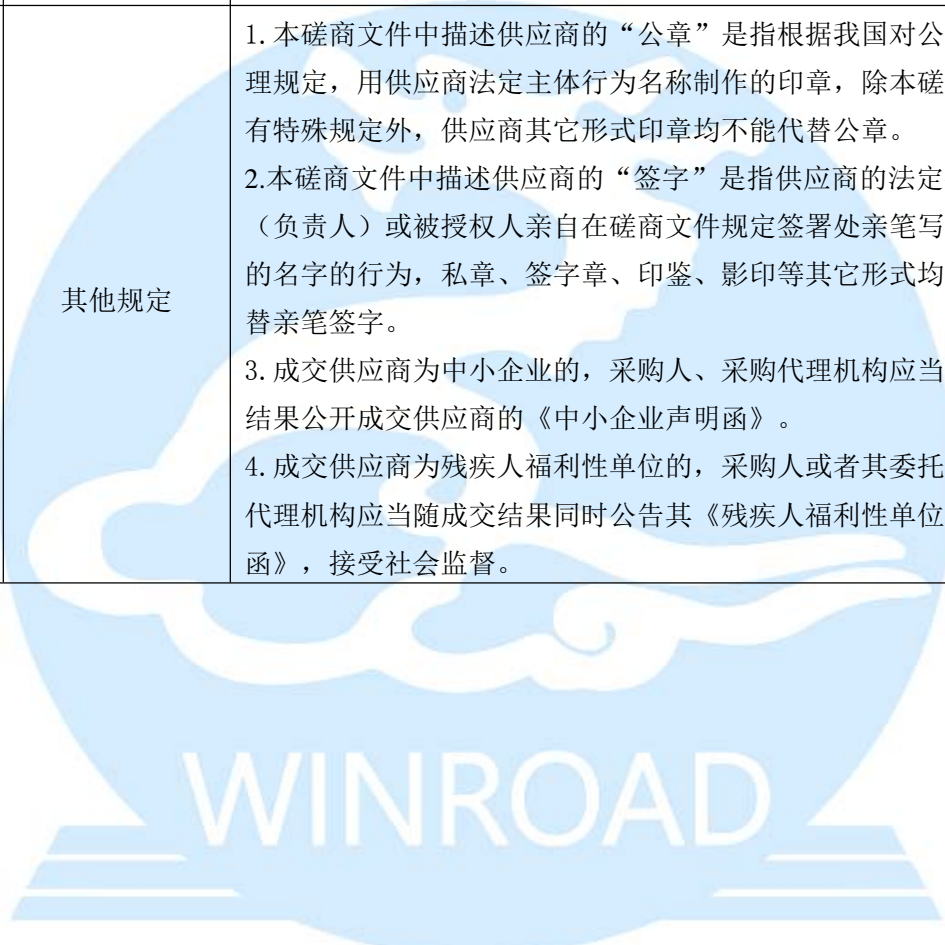 1.本磋商文件中描述供应商的“公章”是指根据我国对公
理规定，用供应商法定主体行为名称制作的印章，除本磋
有特殊规定外，供应商其它形式印章均不能代替公章。
2.本磋商文件中描述供应商的“签字”是指供应商的法定
（负责人）或被授权人亲自在磋商文件规定签署处亲笔写
的名字的行为，私章、签字章、印鉴、影印等其它形式均
其他规定
替亲笔签字。
3.成交供应商为中小企业的，采购人、采购代理机构应当
结果公开成交供应商的《中小企业声明函》。
4.成交供应商为残疾人福利性单位的，采购人或者其委托
代理机构应当随成交结果同时公告其《残疾人福利性单位
函》，接受社会监督。
WINROAD